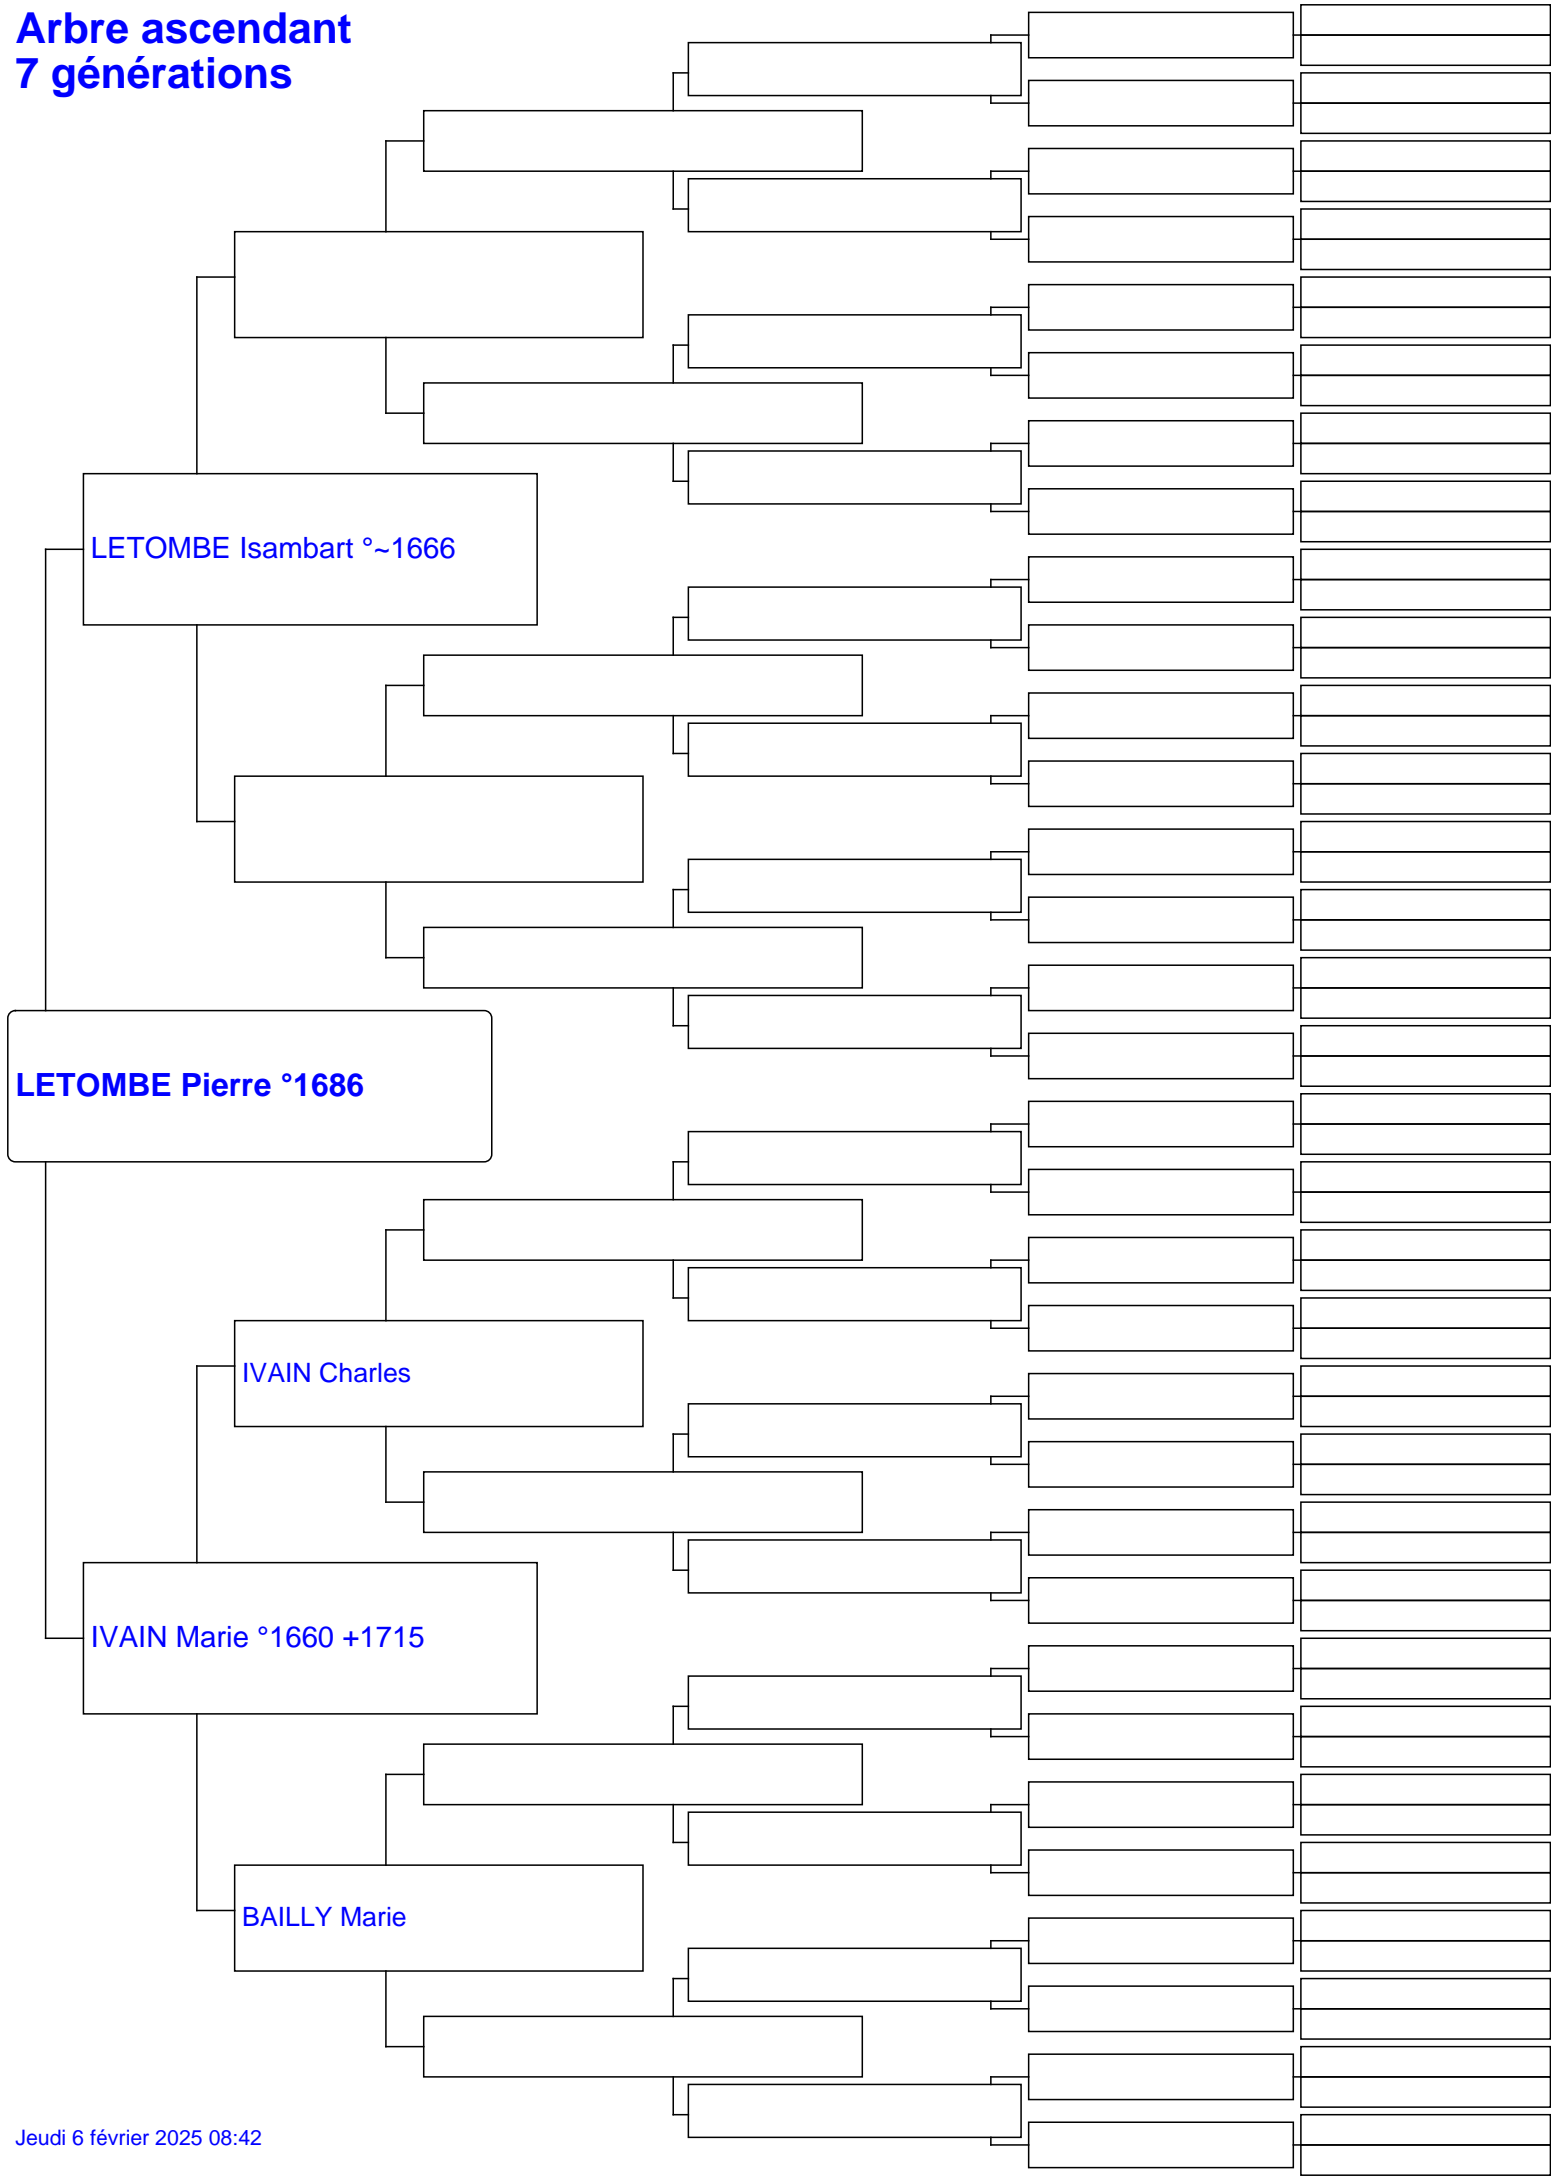 Arbre ascendant
7 générations
LETOMBE Isambart °~1666
LETOMBE Pierre °1686
IVAIN Charles
IVAIN Marie °1660 +1715
BAILLY Marie
Jeudi 6 février 2025 08:42